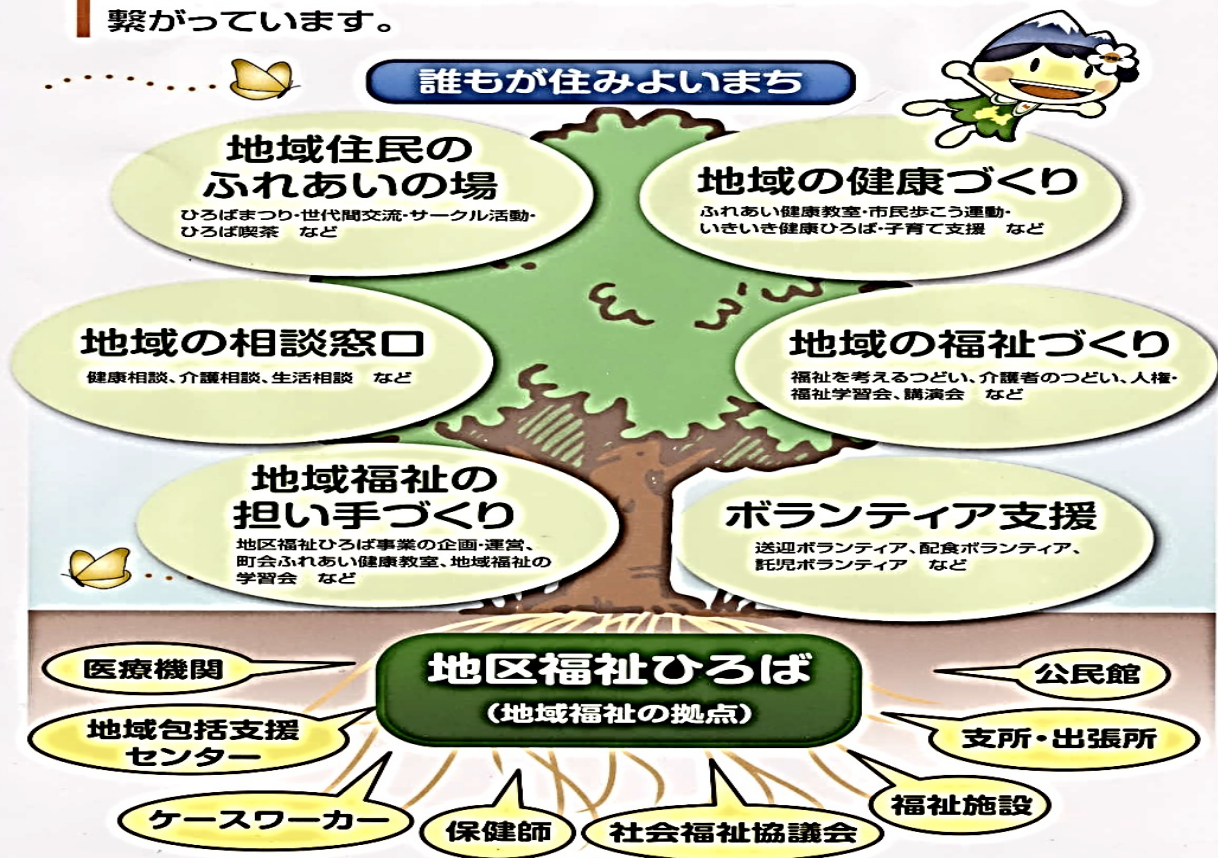 繋がっています。
誰もが住みよいまち
地域住民の
ふれあいの場
ひろばまつり・世代間交流・サークル活動・
ひろば喫茶　など
地域の健康づくり
ふれあい健康教室・市民歩こう運動・
いきいき健康ひろば・子育て支援　など
地域の相談窓口
健康相談、介護相談、生活相談　など
地域の福祉づくり
福祉を考えるつどい、介護者のつどい、人権・
福祉学習会、講演会　など
地域福祉の
担い手づくり
地区福祉ひろば事業の企画・運営、
町会ふれあい健康教室、地域福祉の
学習会　など
ボランティア支援
送迎ボランティア、配食ボランティア、
託児ボランティア　など
地区福祉ひろば
（地域福祉の拠点）
医療機関
地域包括支援
センター
ケースワーカー
保健師
社会福祉協議会
福祉施設
支所・出張所
公民館